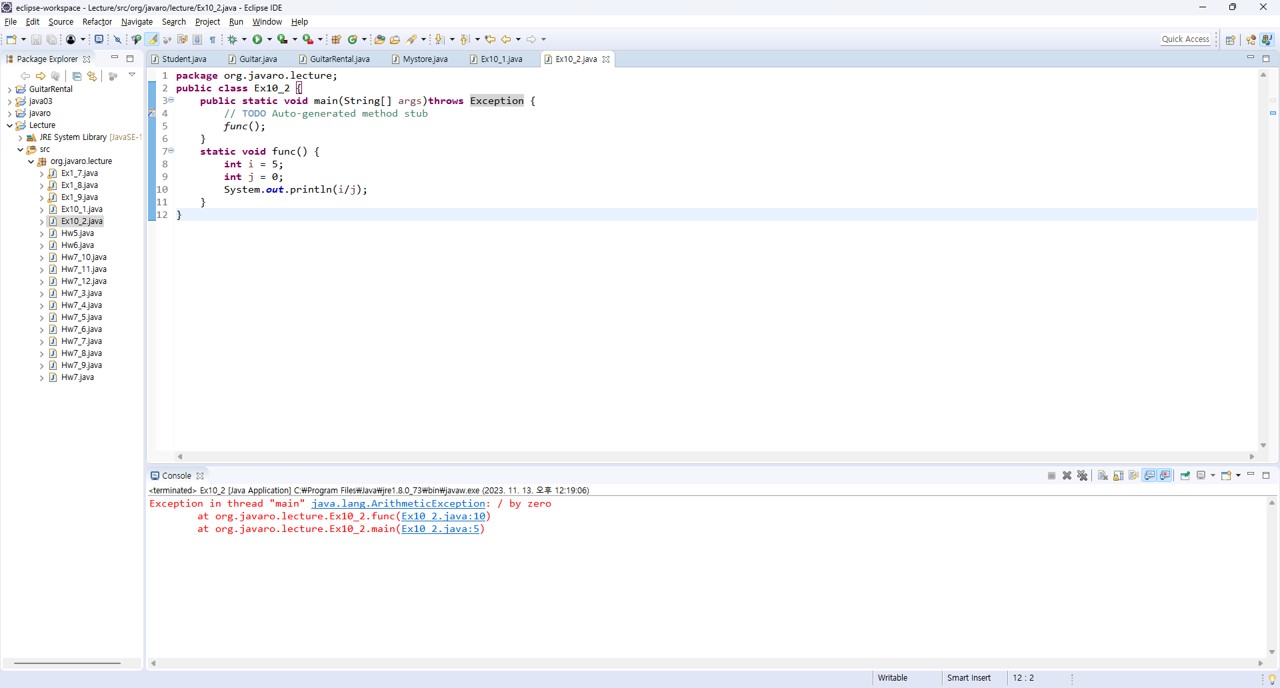 eclipse-workspace - Lecture/src/org/javaro/lecture/Ex10_2.java - Eclipse IDE
File Edit Source Refactor Navigate Search Project Run Window Help
Quick Access
Package Explorer
Student.java Guitar.java GuitarRental.java Mystore.java Ex10_1.java Ex10_2.java
GuitarRental
java03
javaro
Lecture
JRE System Library [JavaSE-1
src
org.javaro.lecture
Ex1_7.java
Ex1_8.java
Ex1_9.java
Ex10_1.java
Ex10_2.java
Hw5.java
Hw6.java
Hw7_10.java
Hw7_11.java
Hw7_12.java
Hw7_3.java
Hw7_4.java
Hw7_5.java
Hw7_6.java
Hw7_7.java
Hw7_8.java
Hw7_9.java
Hw7.java
1 package org.javaro.lecture;
2 public class Ex10_2 {
3 public static void main(String[] args)throws Exception {
4 // TODO Auto-generated method stub
5 func();
6 }
7 static void func() {
8 int i = 5;
9 int j = 0;
10 System.out.println(i/j);
11 }
12 }
Console
<terminated> Ex10_2 [Java Application] C:₩Program Files₩Java₩jre1.8.0_73₩bin₩javaw.exe (2023. 11. 13. 오후 12:19:06)
Exception in thread "main" java.lang.ArithmeticException: / by zero
at org.javaro.lecture.Ex10_2.func(Ex10_2.java:10)
at org.javaro.lecture.Ex10_2.main(Ex10_2.java:5)
Writable Smart Insert 12 : 2